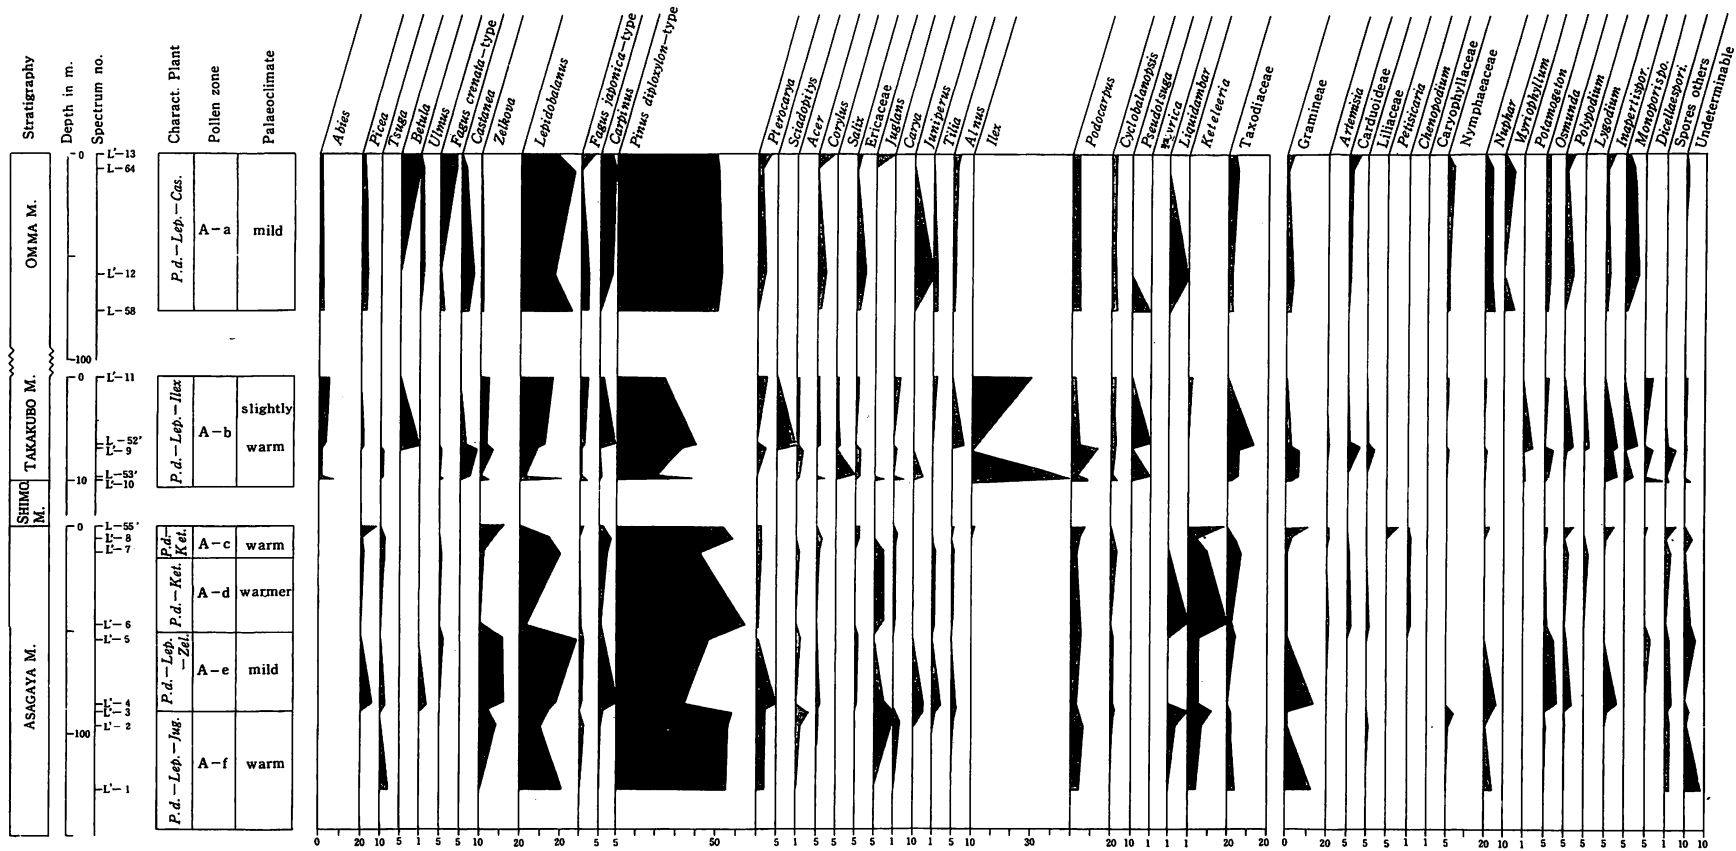 Stratigraphy
Depth in m.
Spectrum no.
Charact. Plant
Pollen zone
Palaeoclimate
Abies
Picea
Tsuga
Betula
Ulmus
Fagus crenata-type
Castanea
Zelkova
Lepidobalanus
Fagus japonica-type
Carpinus
Pinus diploxylon-type
Pterocarya
Sciadopitys
Acer
Corolus
Salix
Ericaceae
Juglans
Carya
Juniperus
Tilia
Alnus
Ilex
Podocarpus
Cyclobalanopsis
Pseudotsuga
Myrica
Liquidambar
Keteleeria
Taxodiaceae
Gramineae
Artemisia
Carduoideae
Liliaceae
Pelisicaria
Chenopodium
Caryophyllaceae
Nymphaeaceae
Nuphar
Myriophyllum
Potamogeton
Osmunda
Polypodium
Lygodium
Inapertispor.
Monoporispo.
Dicellaespori.
Spores others
Undeterminable
OMMA M.
TAKAKUBO M.
SHIMO M.
ASAGAYA M.
0
100
0
10
0
100
L'-13
L-64
L'-12
L-58
L'-11
L-52'
L'-9
L-53'
L'-10
L-55'
L'-8
L'-7
L'-6
L'-5
L'-4
L'-3
L'-2
L'-1
P.d.-Lep.-Cas.
A-a
mild
P.d.-Lep.-Ilex
A-b
slightly
warm
P.d.-
Ket.
A-c
warm
P.d.-Ket.
A-d
warmer
P.d.-Lep.
-Zel.
A-e
mild
P.d.-Lep.-Jug.
A-f
warm
0 20 10 5 1 5 5 10 20 5 5 50 5 1 5 1 5 5 10 1 5 10 30 20 10 1 1 20 20 0 20 5 5 1 1 5 10 1 5 5 5 5 1 10 10